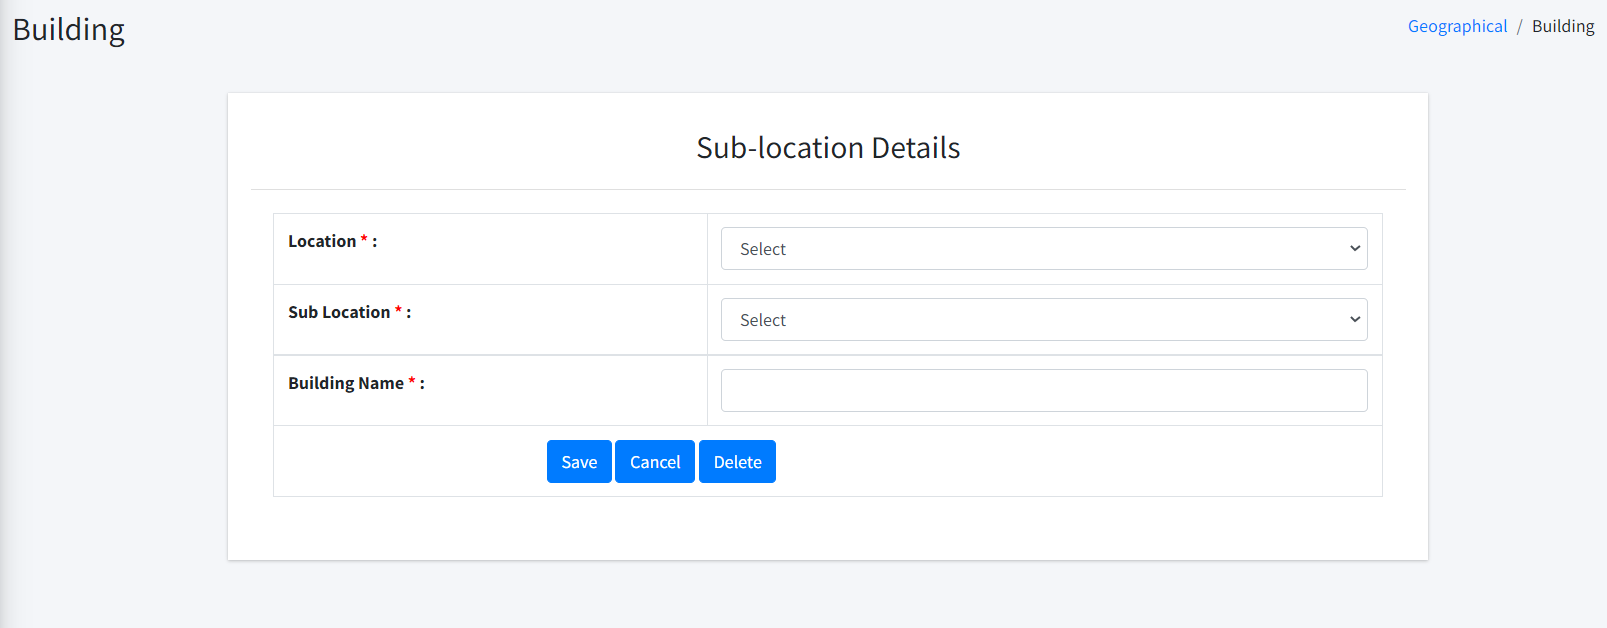 Building
Geographical / Building
Sub-location Details
Location * :
Select
Sub Location * :
Select
Building Name * :
Save Cancel Delete